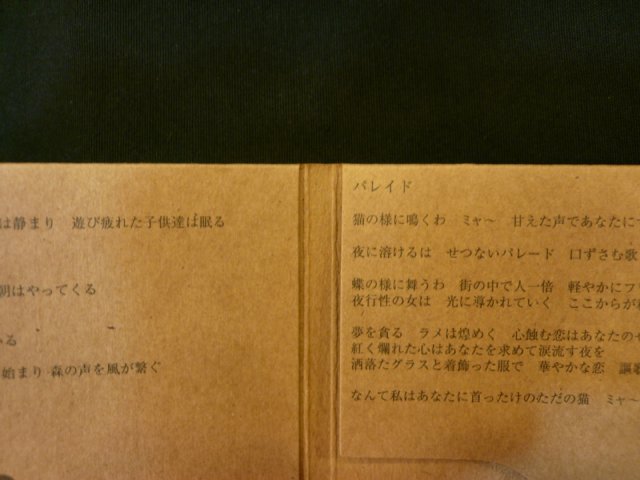 は静まり　遊び疲れた子供達は眠る
朝はやってくる
いる
始まり 森の声を風が繋ぐ
パレイド
猫の様に鳴くわ　ミャ～　甘えた声であなたに
夜に溶けるは　せつないパレード　口ずさむ歌
蝶の様に舞うわ　街の中で人一倍　軽やかにフ
夜行性の女は　光に導かれていく　ここからが
夢を貪る　ラメは煌めく　心蝕む恋はあなたの
紅く爛れた心はあなたを求めて涙流す夜を
洒落たグラスと着飾った服で　華やかな恋　謳歌
なんて私はあなたに首ったけのただの猫　ミャ～